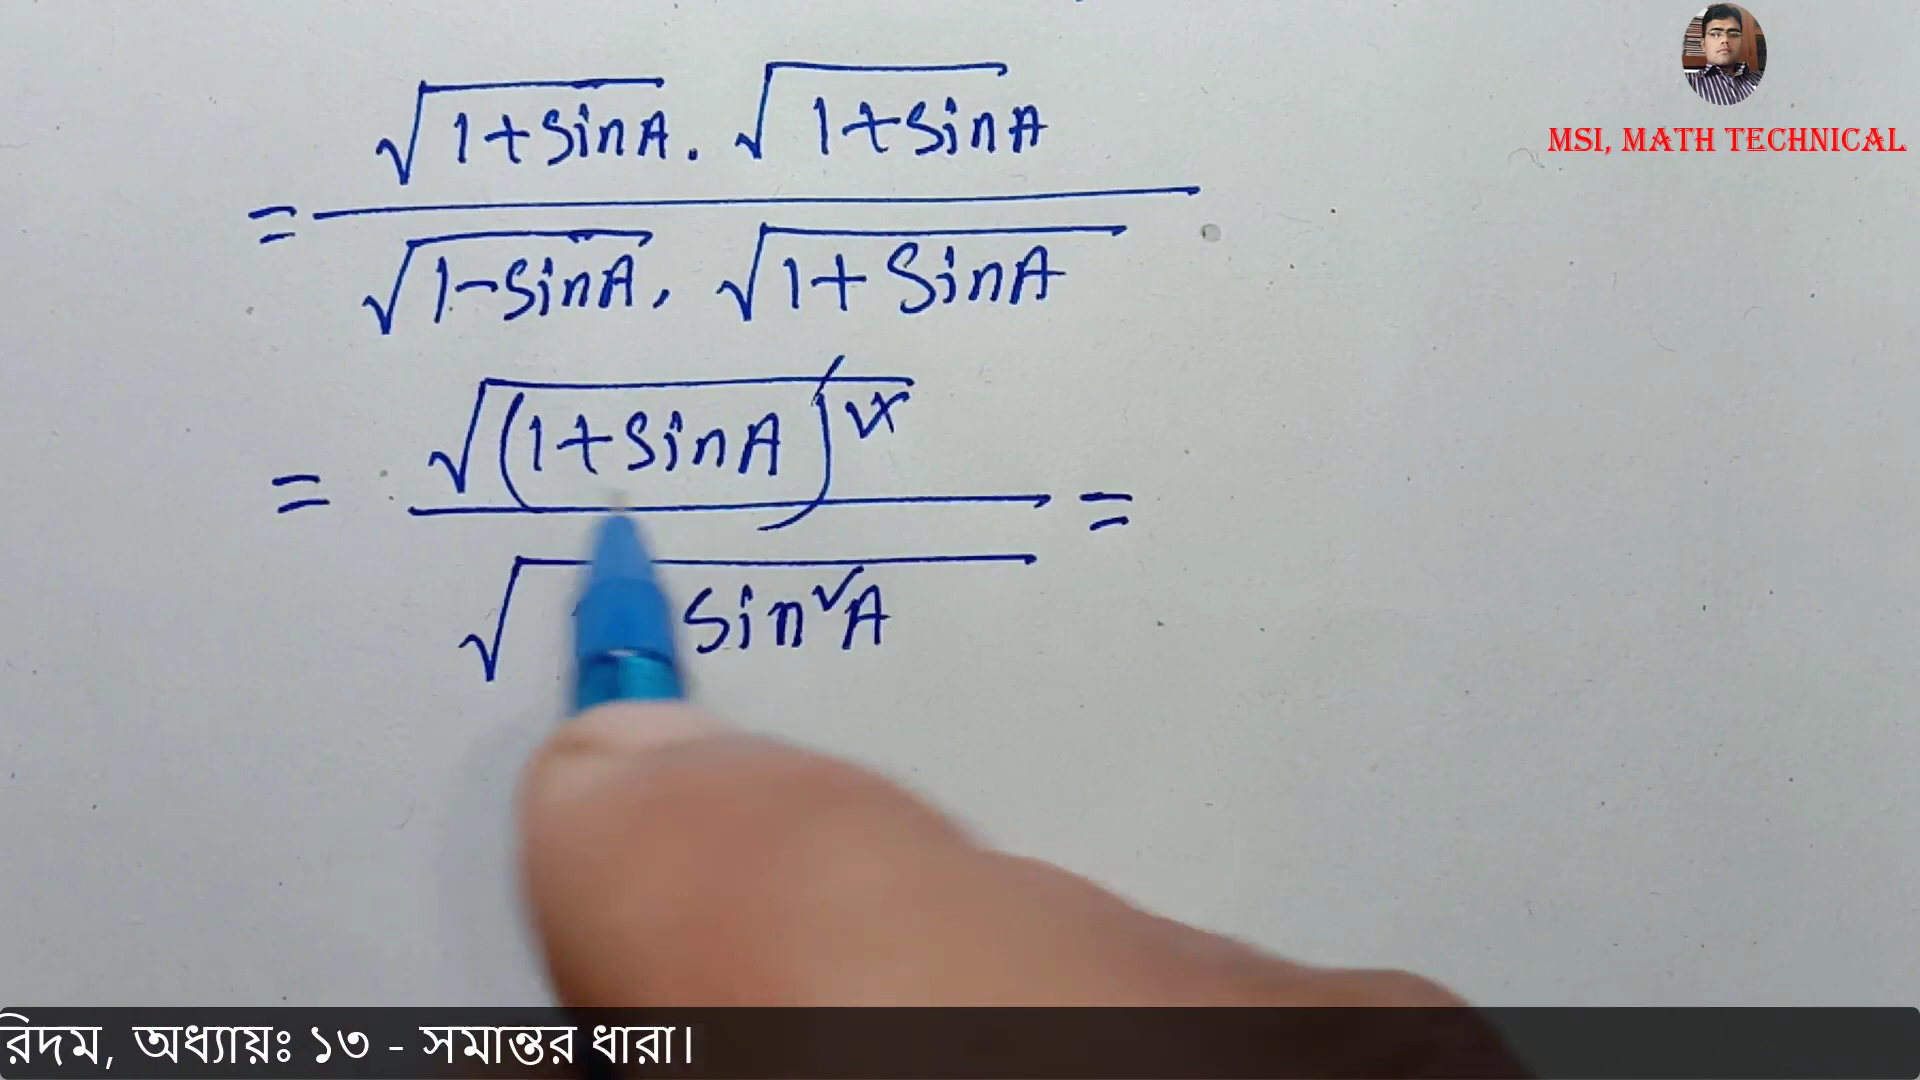 MSI, MATH TECHNICAL
√(1+sinA) . √(1+sinA)
= ―――――――――――
√(1-sinA) . √(1+sinA)
= √(1+sinA)² / =
√ sin²A
রিদম, অধ্যায়ঃ ১৩ - সমান্তর ধারা।